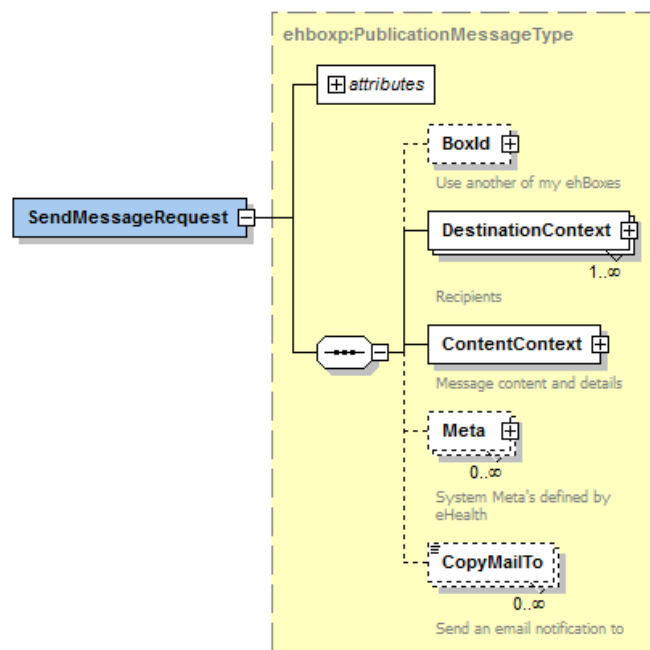 ehboxp:PublicationMessageType
attributes
BoxId
Use another of my ehBoxes
SendMessageRequest
DestinationContext
1..∞
Recipients
ContentContext
Message content and details
Meta
0..∞
System Meta's defined by
eHealth
CopyMailTo
0..∞
Send an email notification to